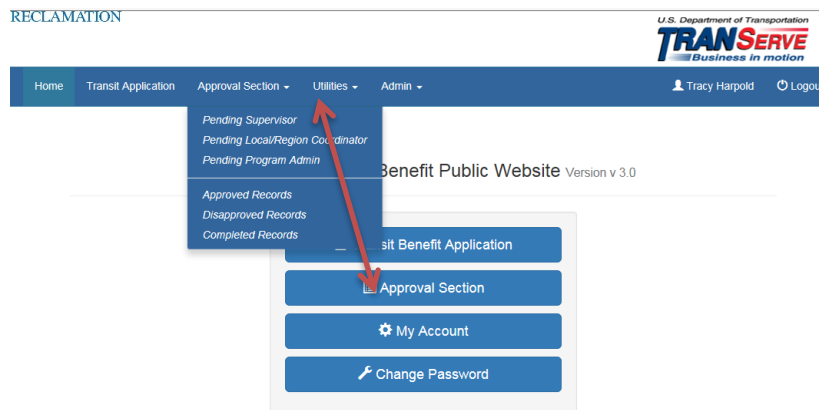 RECLAMATION
U.S. Department of Transportation
TRANSERVE
Business in motion
Home Transit Application Approval Section Utilities Admin Tracy Harpold Logou
Pending Supervisor
Pending Local/Region Coordinator
Pending Program Admin
Benefit Public Website Version v 3.0
Approved Records
Disapproved Records
Completed Records
sit Benefit Application
Approval Section
My Account
Change Password